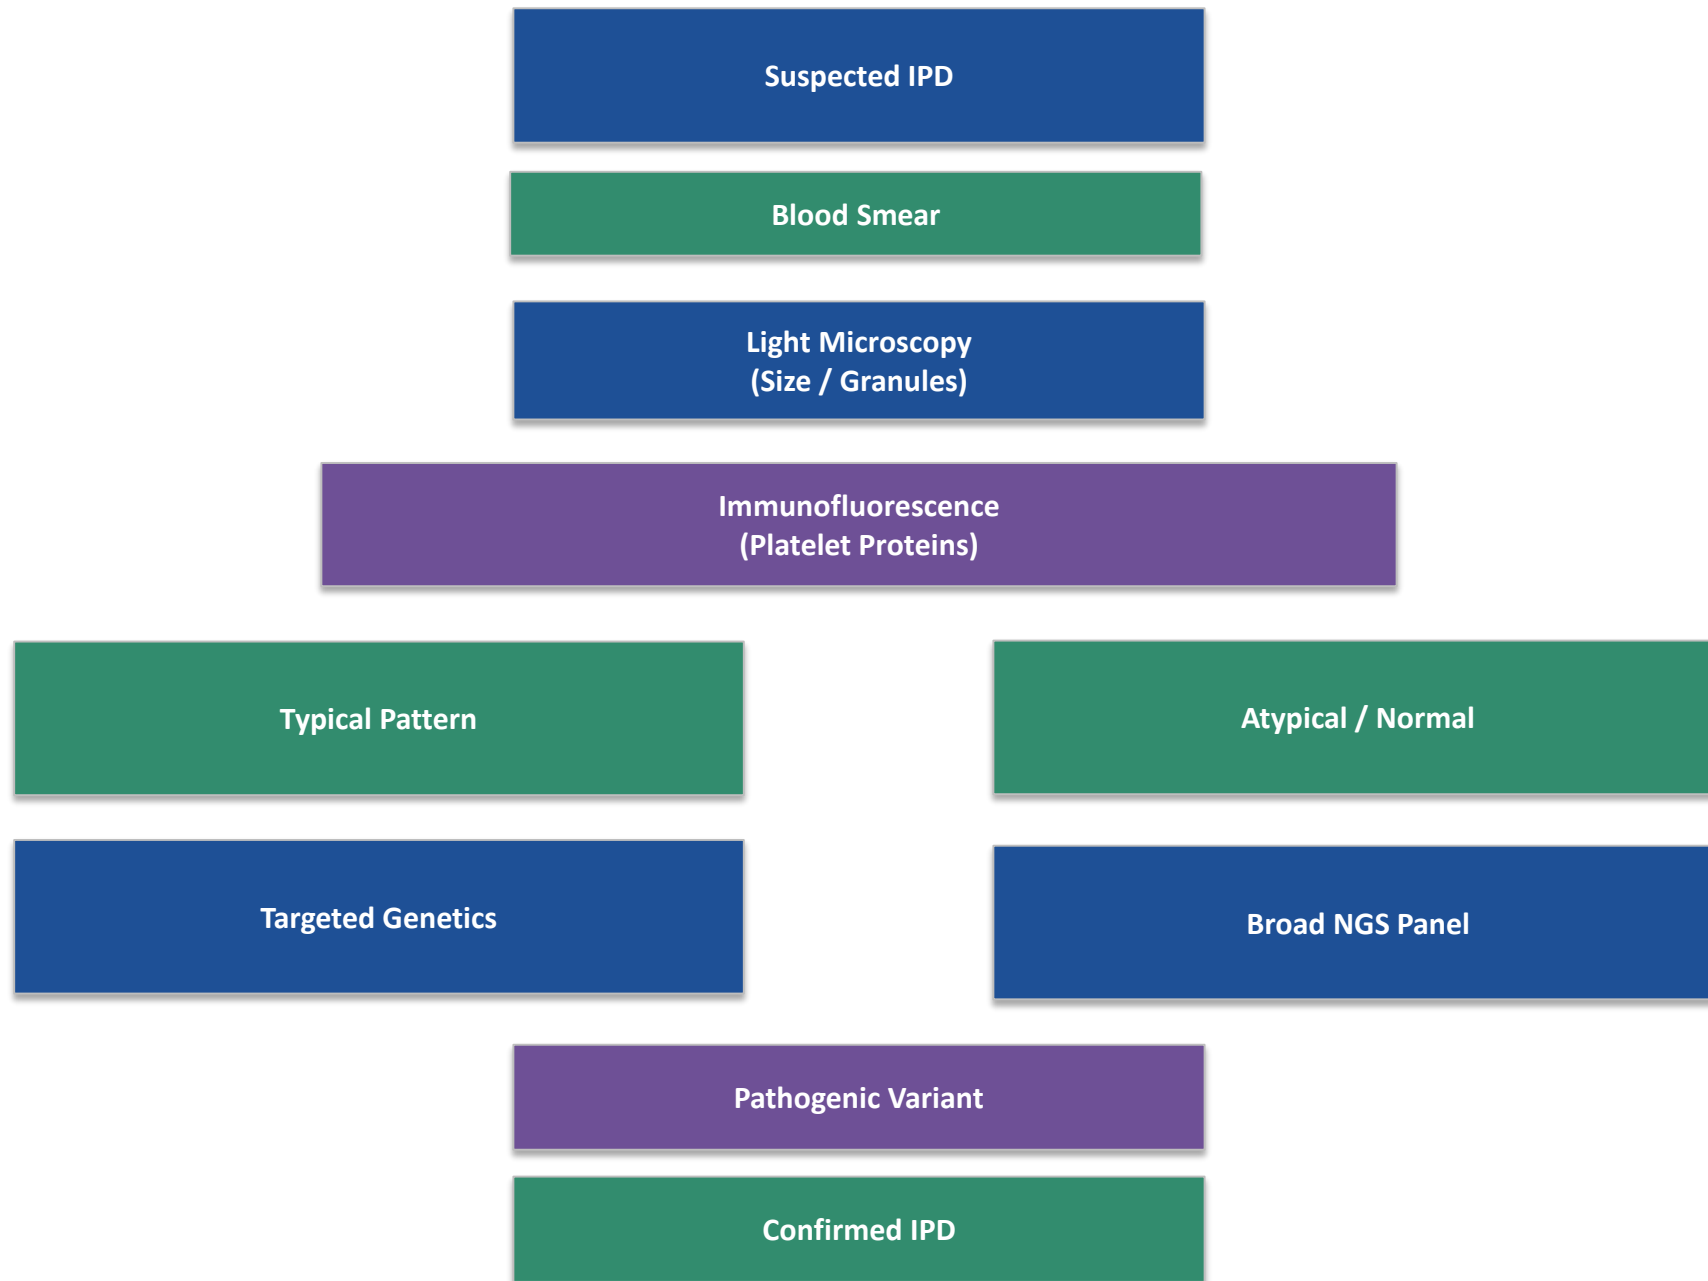 Suspected IPD
Blood Smear
Light Microscopy
(Size / Granules)
Immunofluorescence
(Platelet Proteins)
Typical Pattern
Atypical / Normal
Targeted Genetics
Broad NGS Panel
Pathogenic Variant
Confirmed IPD